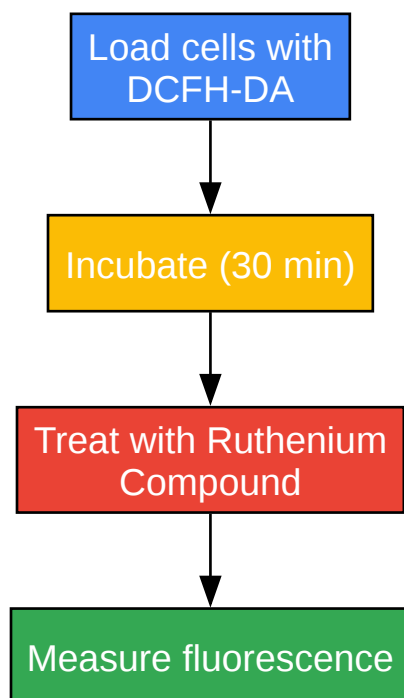 Load cells with
DCFH-DA
Incubate (30 min)
Treat with Ruthenium
Compound
Measure fluorescence